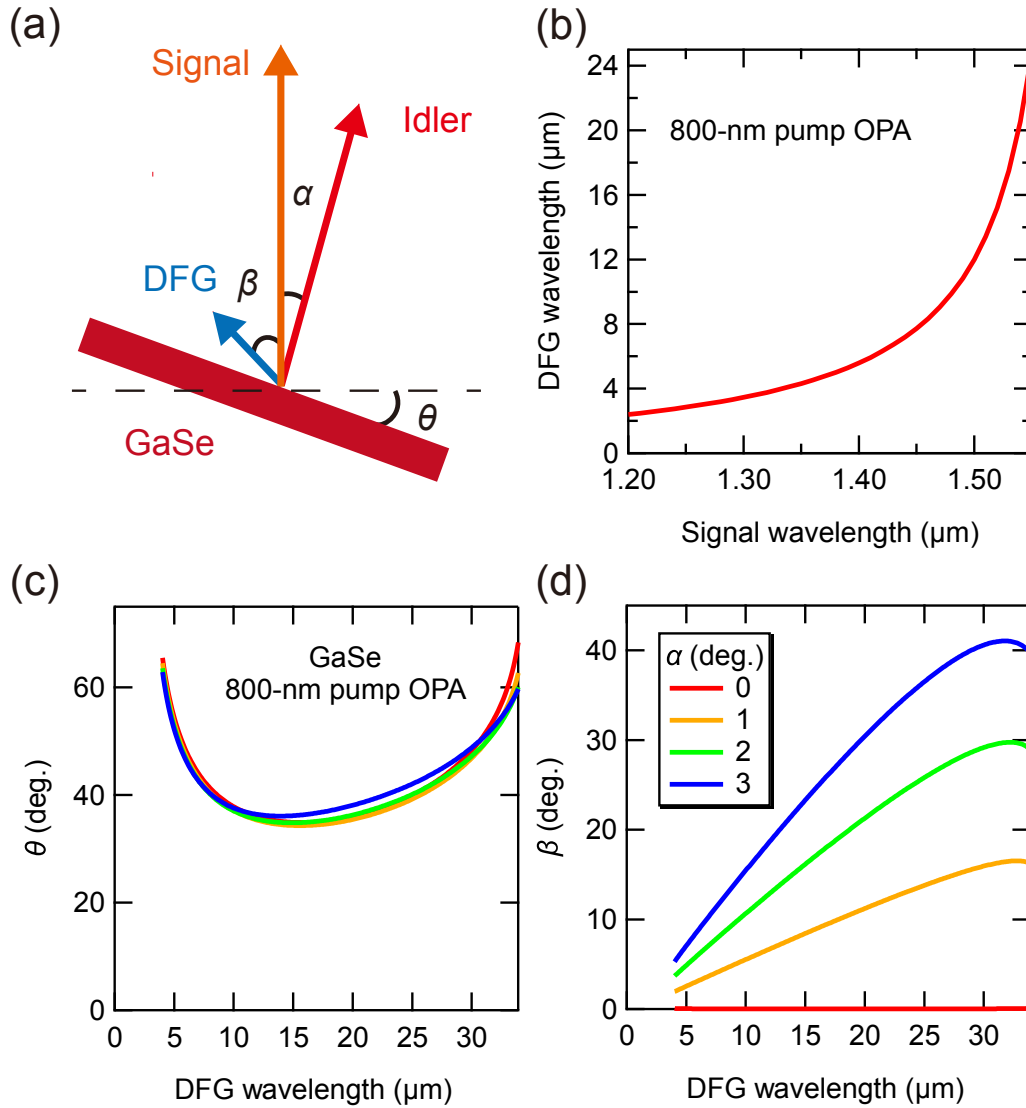 (a)
Signal
Idler
α
DFG
β
θ
GaSe
(b)
24
20
16
12
8
4
0
DFG wavelength (µm)
800-nm pump OPA
1.20
1.30
1.40
1.50
Signal wavelength (µm)
(c)
60
40
20
0
θ (deg.)
GaSe
800-nm pump OPA
0
5
10
15
20
25
30
DFG wavelength (µm)
(d)
40
30
20
10
0
β (deg.)
α (deg.)
0
1
2
3
0
5
10
15
20
25
30
DFG wavelength (µm)